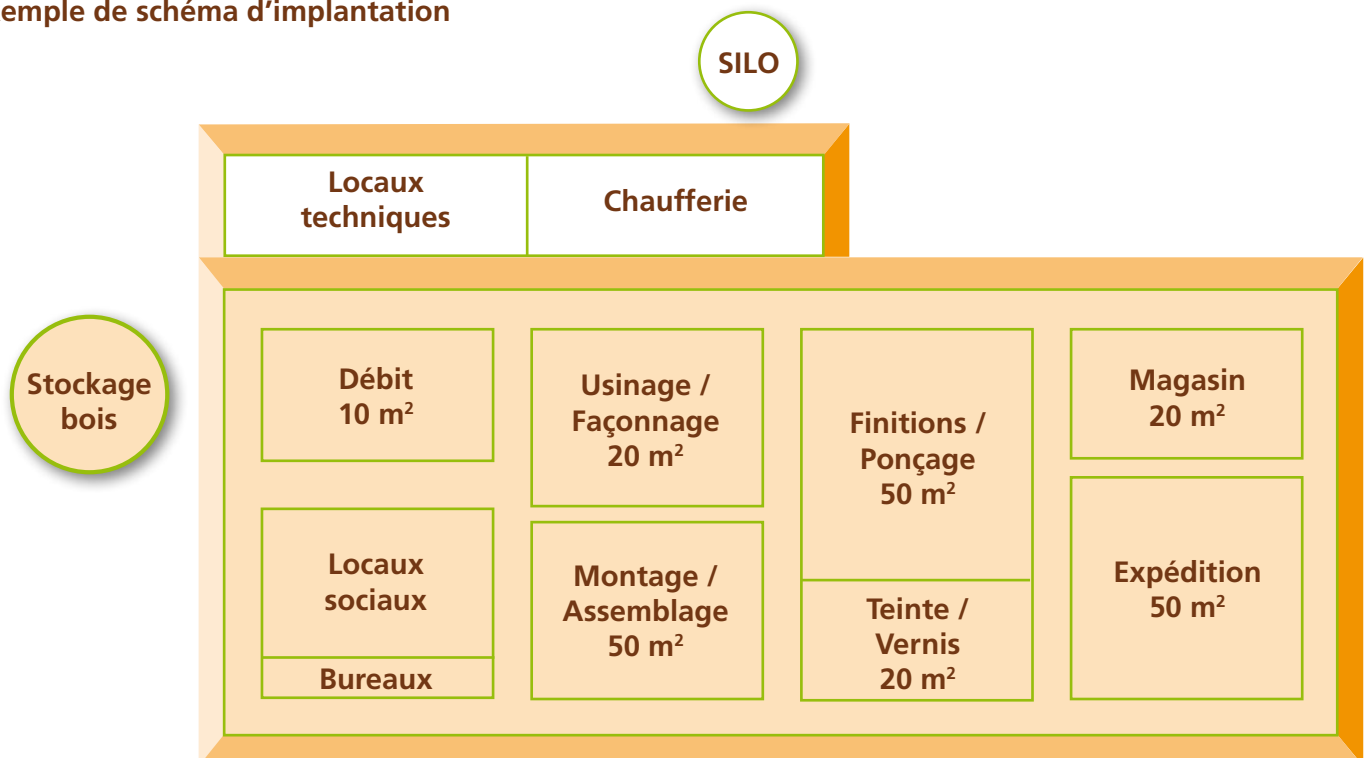 emple de schéma d'implantation
SILO
Locaux
techniques
Chaufferie
Stockage
bois
Débit
10 m²
Usinage /
Façonnage
20 m²
Finitions /
Ponçage
50 m²
Magasin
20 m²
Locaux
sociaux
Bureaux
Montage /
Assemblage
50 m²
Teinte /
Vernis
20 m²
Expédition
50 m²